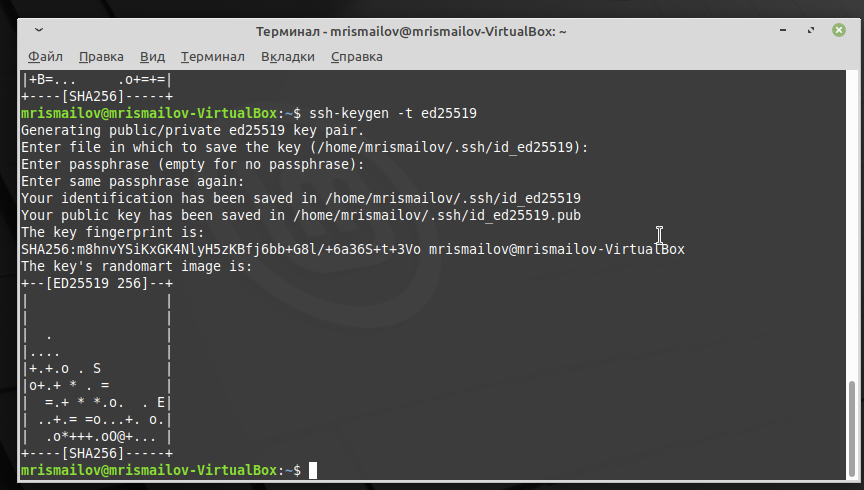 Терминал - mrismailov@mrismailov-VirtualBox: ~
Файл Правка Вид Терминал Вкладки Справка
|+B=...     .o+=+=|
+----[SHA256]-----+
mrismailov@mrismailov-VirtualBox:~$ ssh-keygen -t ed25519
Generating public/private ed25519 key pair.
Enter file in which to save the key (/home/mrismailov/.ssh/id_ed25519):
Enter passphrase (empty for no passphrase):
Enter same passphrase again:
Your identification has been saved in /home/mrismailov/.ssh/id_ed25519
Your public key has been saved in /home/mrismailov/.ssh/id_ed25519.pub
The key fingerprint is:
SHA256:m8hnvYSiKxGK4NlyH5zKBfj6bb+G8l/+6a36S+t+3Vo mrismailov@mrismailov-VirtualBox
The key's randomart image is:
+--[ED25519 256]--+
|                 |
|                 |
|  .              |
|....             |
|+.+.o . S        |
|o+.+ * . =       |
|  =.+ * *.o.  . E|
| ..+.= =o...+. o.|
|  .o*+++.oO@+... |
+----[SHA256]-----+
mrismailov@mrismailov-VirtualBox:~$